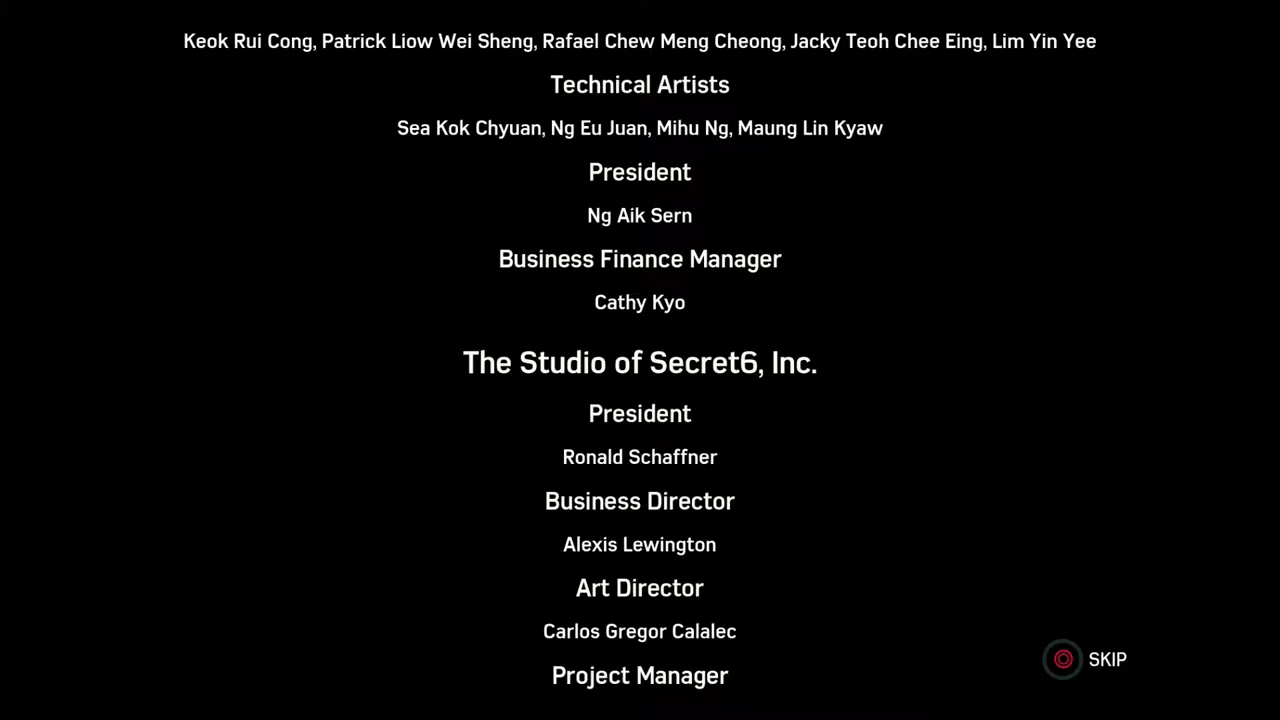 Keok Rui Cong, Patrick Liow Wei Sheng, Rafael Chew Meng Cheong, Jacky Teoh Chee Eing, Lim Yin Yee
Technical Artists
Sea Kok Chyuan, Ng Eu Juan, Mihu Ng, Maung Lin Kyaw
President
Ng Aik Sern
Business Finance Manager
Cathy Kyo
The Studio of Secret6, Inc.
President
Ronald Schaffner
Business Director
Alexis Lewington
Art Director
Carlos Gregor Calalec
SKIP
Project Manager